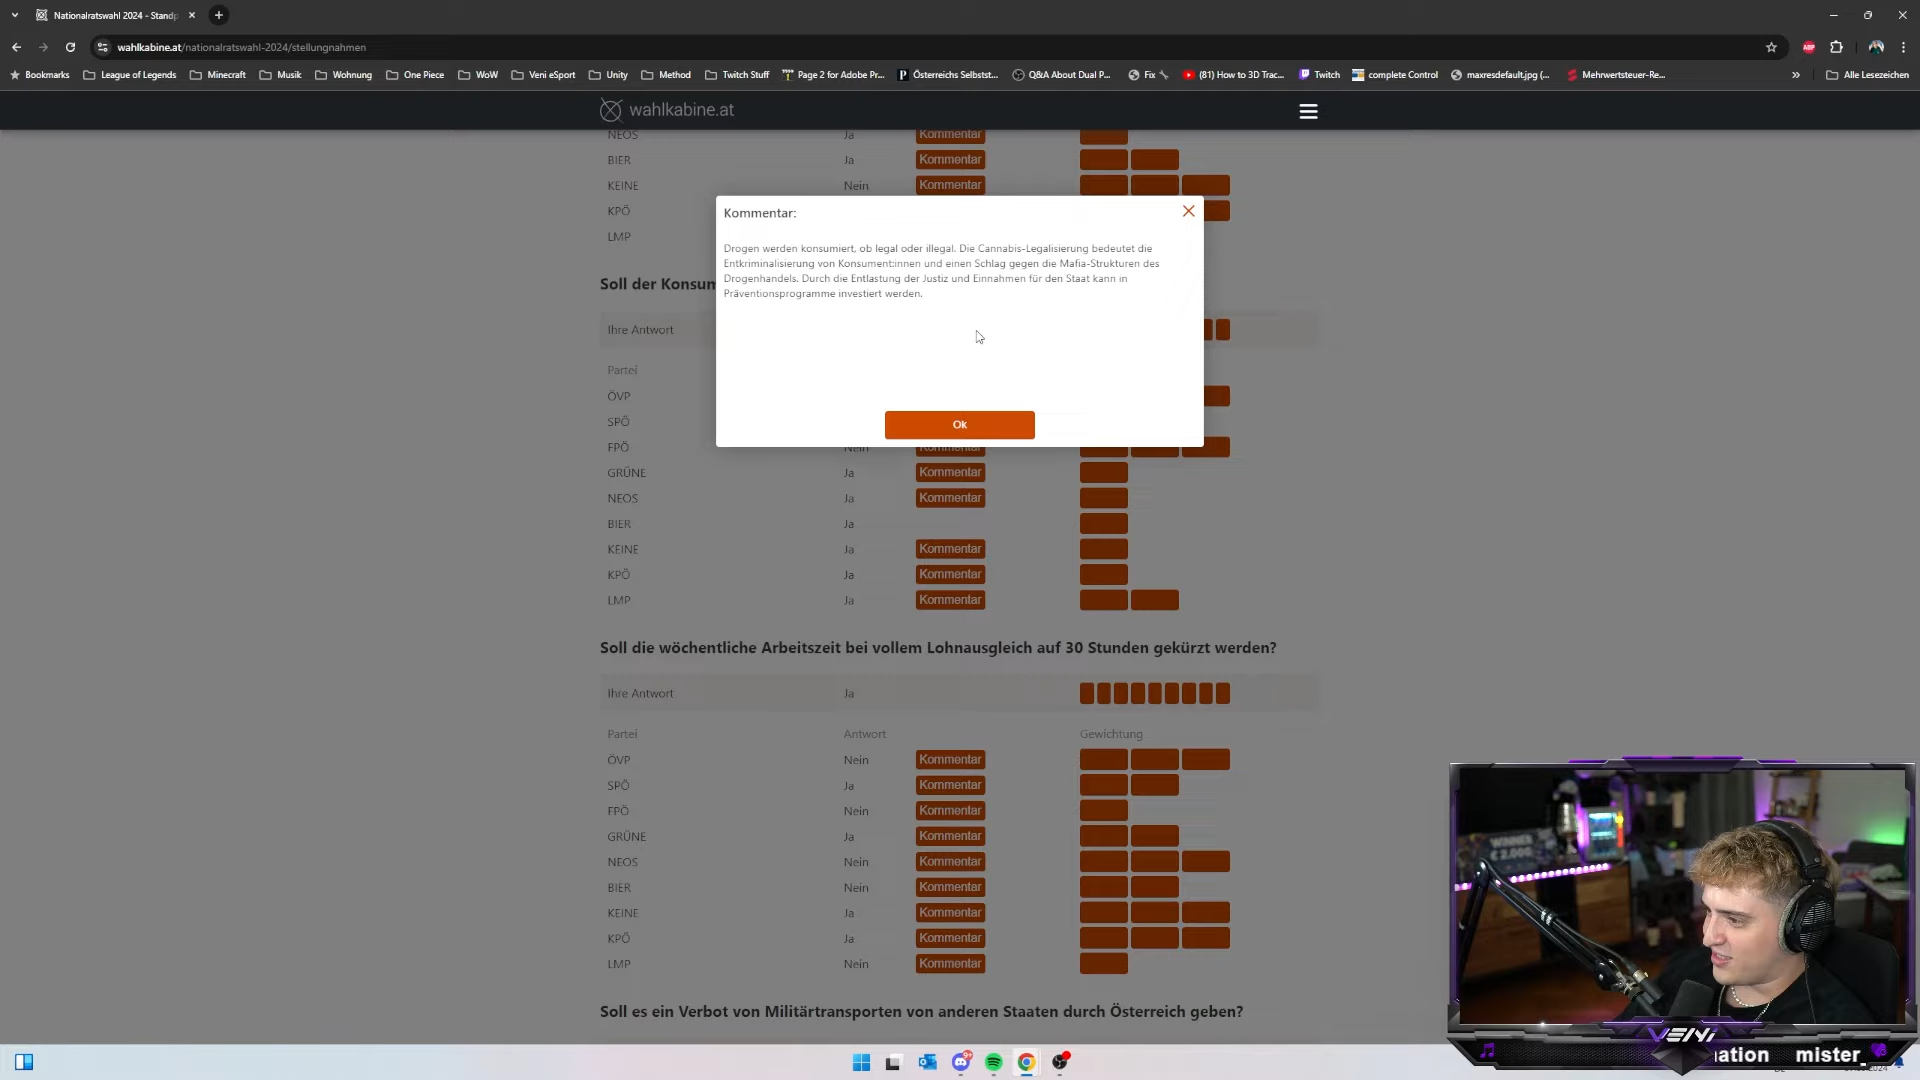 Nationalratswahl 2024 - Standp
wahlkabine.at/nationalratswahl-2024/stellungnahmen
Bookmarks League of Legends Minecraft Musik Wohnung One Piece WoW Veni eSport Unity Method Twitch Stuff Page 2 for Adobe Pr... Österreichs Selbstst... Q&A About Dual P... Fix (81) How to 3D Trac... Twitch complete Control maxresdefault.jpg (... Mehrwertsteuer-Re... » Alle Lesezeichen
wahlkabine.at
NEOS Ja Kommentar
BIER Ja Kommentar
KEINE Nein Kommentar
KPÖ
LMP
Kommentar:
Drogen werden konsumiert, ob legal oder illegal. Die Cannabis-Legalisierung bedeutet die
Entkriminalisierung von Konsument:innen und einen Schlag gegen die Mafia-Strukturen des
Drogenhandels. Durch die Entlastung der Justiz und Einnahmen für den Staat kann in
Präventionsprogramme investiert werden.
Ok
Soll der Konsum
Ihre Antwort
Partei
ÖVP
SPÖ
FPÖ Nein Kommentar
GRÜNE Ja Kommentar
NEOS Ja Kommentar
BIER Ja
KEINE Ja Kommentar
KPÖ Ja Kommentar
LMP Ja Kommentar
Soll die wöchentliche Arbeitszeit bei vollem Lohnausgleich auf 30 Stunden gekürzt werden?
Ihre Antwort Ja
Partei Antwort Gewichtung
ÖVP Nein Kommentar
SPÖ Ja Kommentar
FPÖ Nein Kommentar
GRÜNE Ja Kommentar
NEOS Nein Kommentar
BIER Nein Kommentar
KEINE Ja Kommentar
KPÖ Ja Kommentar
LMP Nein Kommentar
Soll es ein Verbot von Militärtransporten von anderen Staaten durch Österreich geben?
WINNER
€ 2.000
VENI
ation mister_